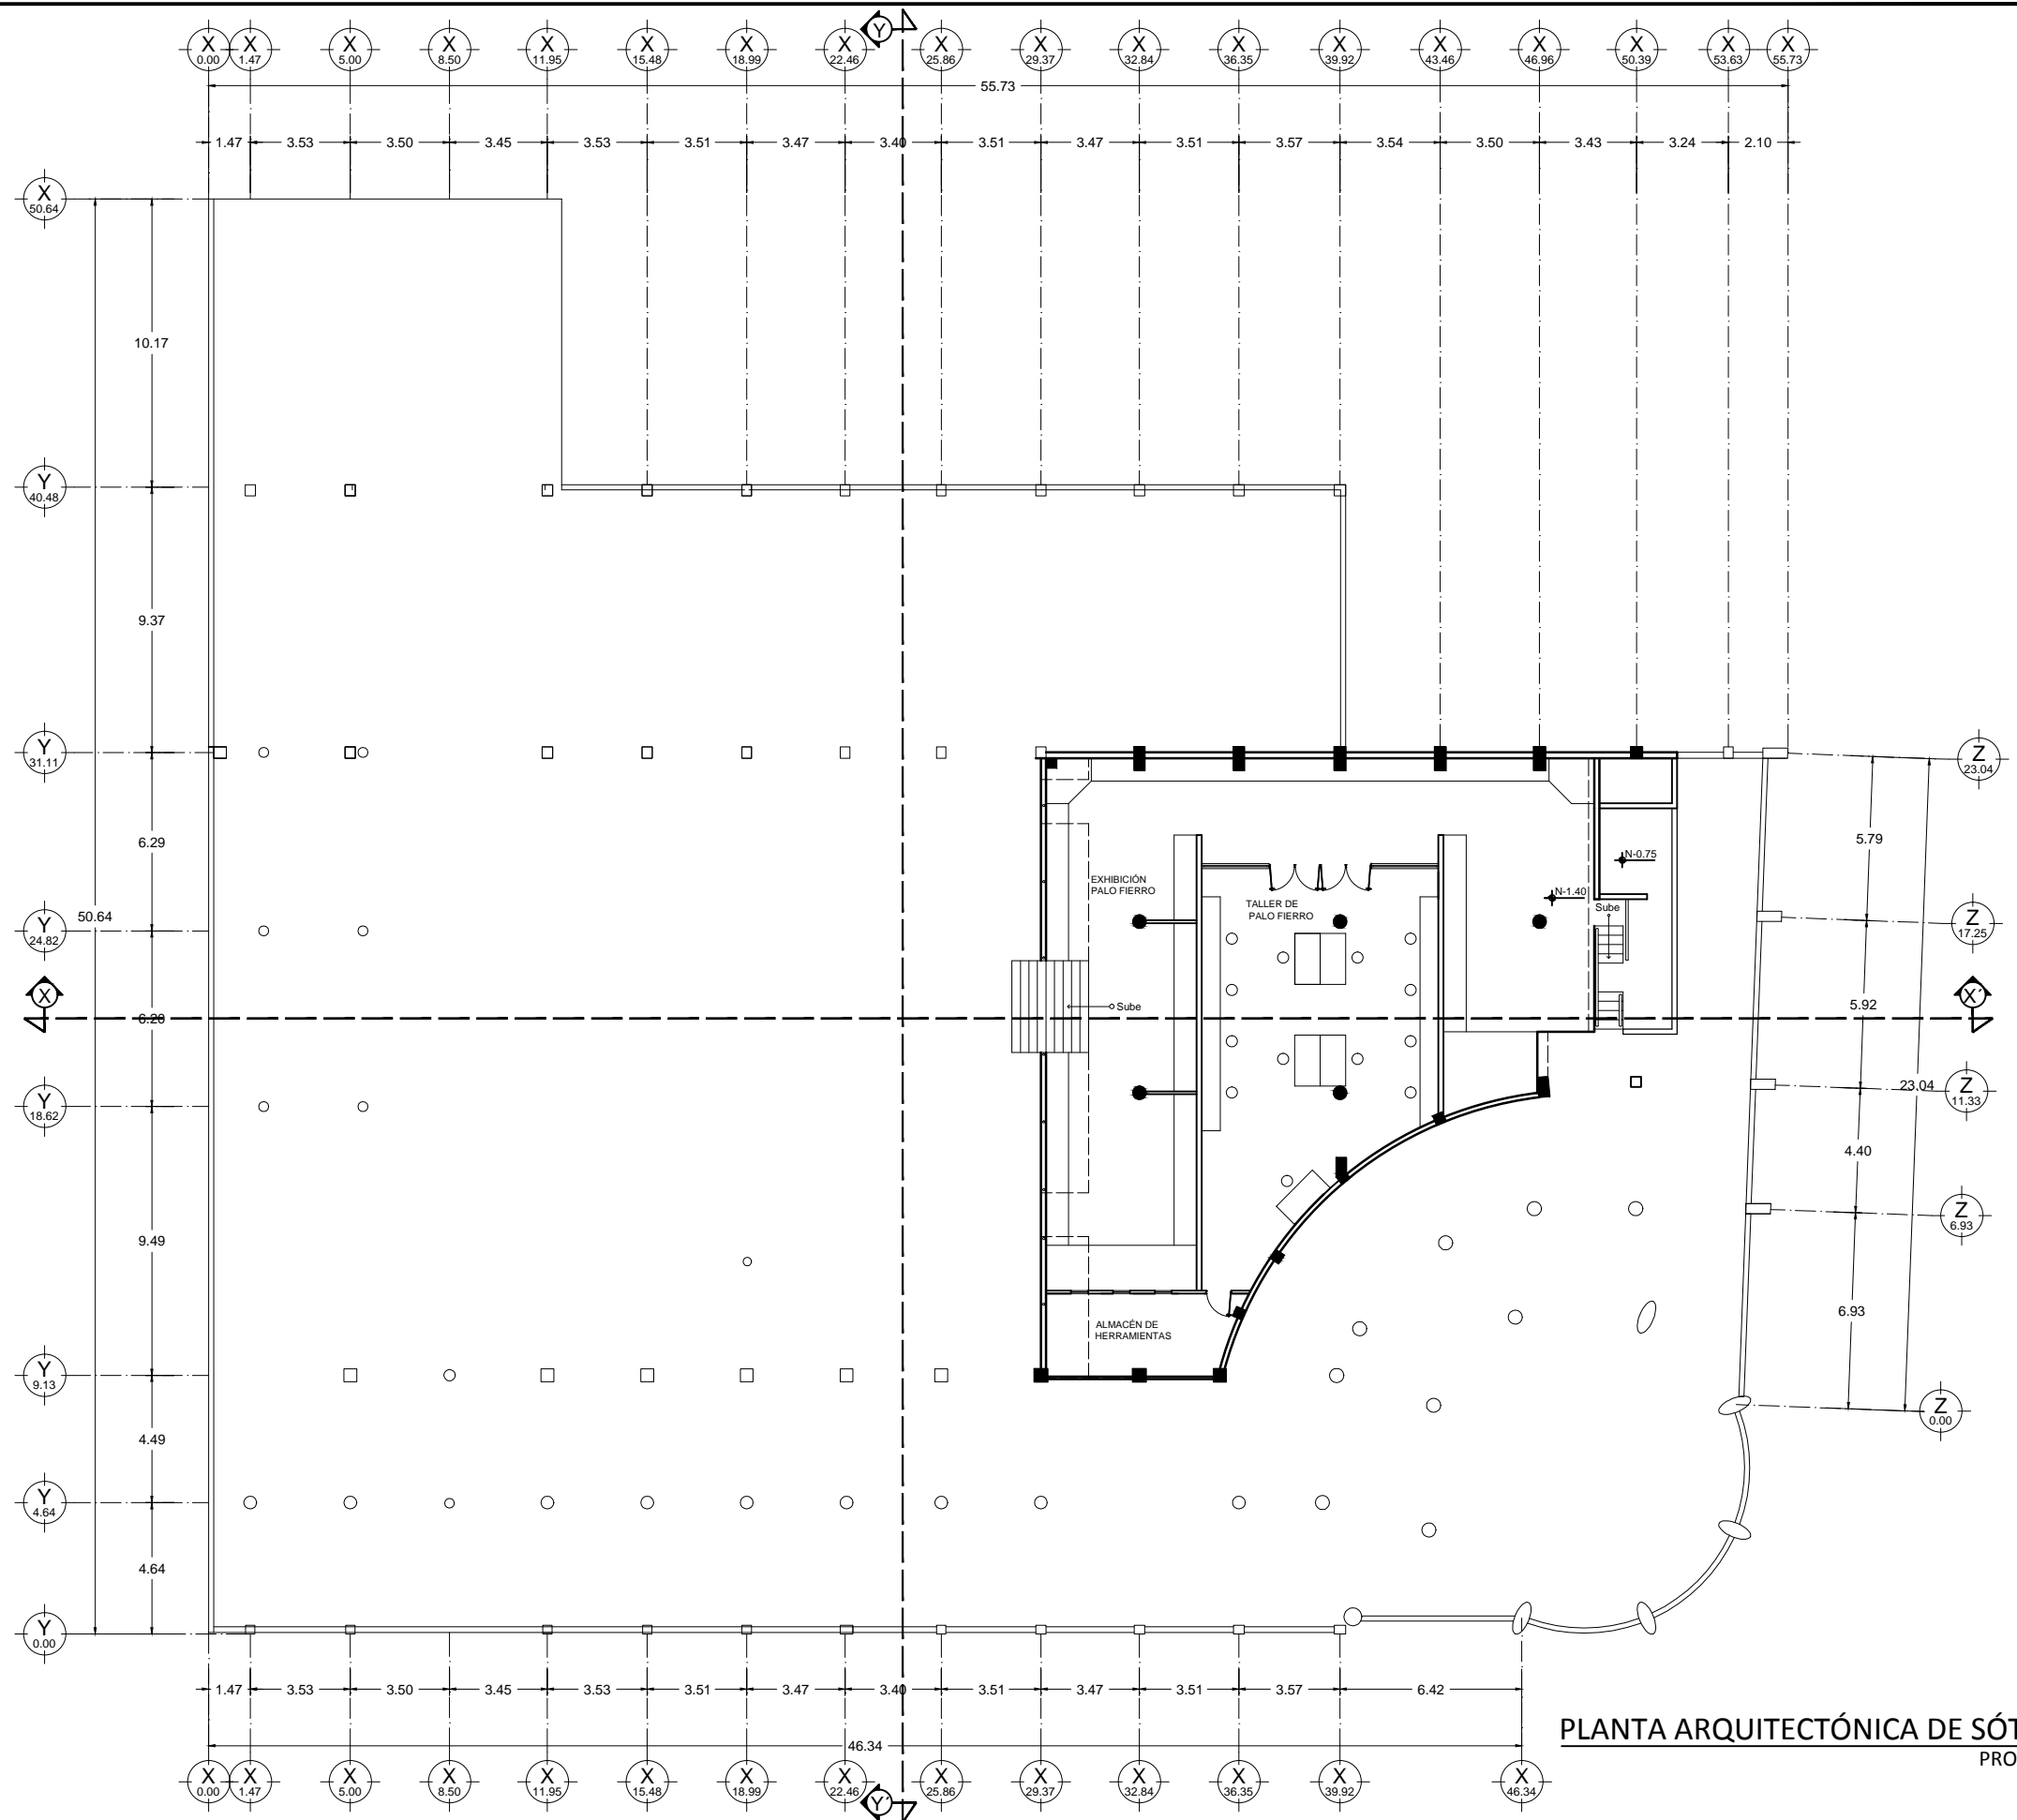 Y
X X X X X X X X X X X X X X X X X X
0.00 1.47 5.00 8.50 11.95 15.48 18.99 22.46 25.86 29.37 32.84 36.35 39.92 43.46 46.96 50.39 53.63 55.73
55.73
1.47 3.53 3.50 3.45 3.53 3.51 3.47 3.40 3.51 3.47 3.51 3.57 3.54 3.50 3.43 3.24 2.10
X
50.64
10.17
Y
40.48
9.37
Y
31.11
Z
23.04
6.29
5.79
EXHIBICIÓN
PALO FIERRO
TALLER DE
PALO FIERRO
N-0.75
N-1.40
Sube
50.64
Y
24.82
Z
17.25
X
X´
Sube
6.20
5.92
Y
18.62
23.04
Z
11.33
4.40
Z
6.93
9.49
6.93
ALMACÉN DE
HERRAMIENTAS
Y
9.13
Z
0.00
4.49
Y
4.64
4.64
Y
0.00
1.47 3.53 3.50 3.45 3.53 3.51 3.47 3.40 3.51 3.47 3.51 3.57 6.42
46.34
X X X X X X X X X X X X X X
0.00 1.47 5.00 8.50 11.95 15.48 18.99 22.46 25.86 29.37 32.84 36.35 39.92 46.34
Y´
PLANTA ARQUITECTÓNICA DE SÓT
PRO